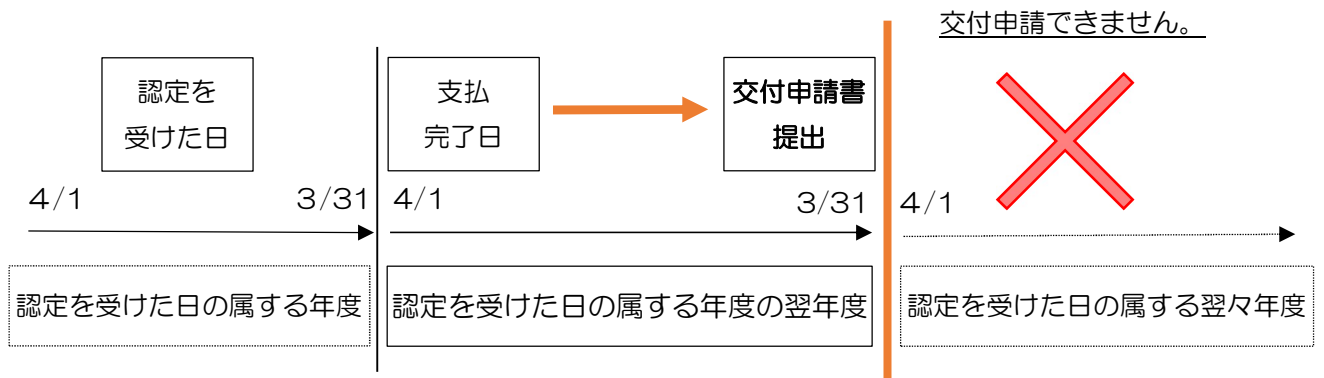 交付申請できません。
認定を
受けた日
支払
完了日
交付申請書
提出
4/1
3/31
4/1
3/31
4/1
認定を受けた日の属する年度
認定を受けた日の属する年度の翌年度
認定を受けた日の属する翌々年度